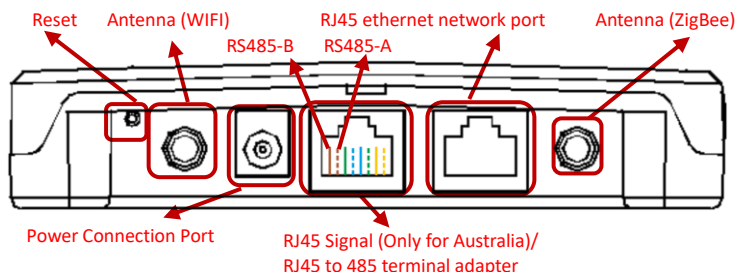 Reset
Antenna (WIFI)
RJ45 ethernet network port
Antenna (ZigBee)
RS485-B
RS485-A
Power Connection Port
RJ45 Signal (Only for Australia)/
RJ45 to 485 terminal adapter